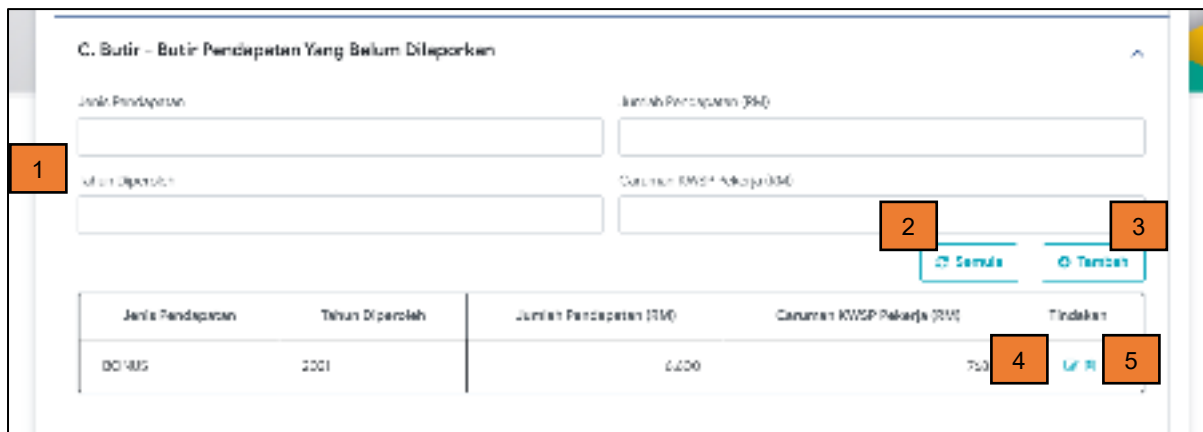 C. Butir - Butir Pendapatan Yang Belum Dilaporkan
Jenis Pendapatan
Jumlah Pendapatan (RM)
1
Tahun Diperoleh
Caruman KWSP Pekerja (RM)
2
3
Semula
Tambah
Jenis Pendapatan Tahun Diperoleh Jumlah Pendapatan (RM) Caruman KWSP Pekerja (RM) Tindakan
BONUS 2021 4 5